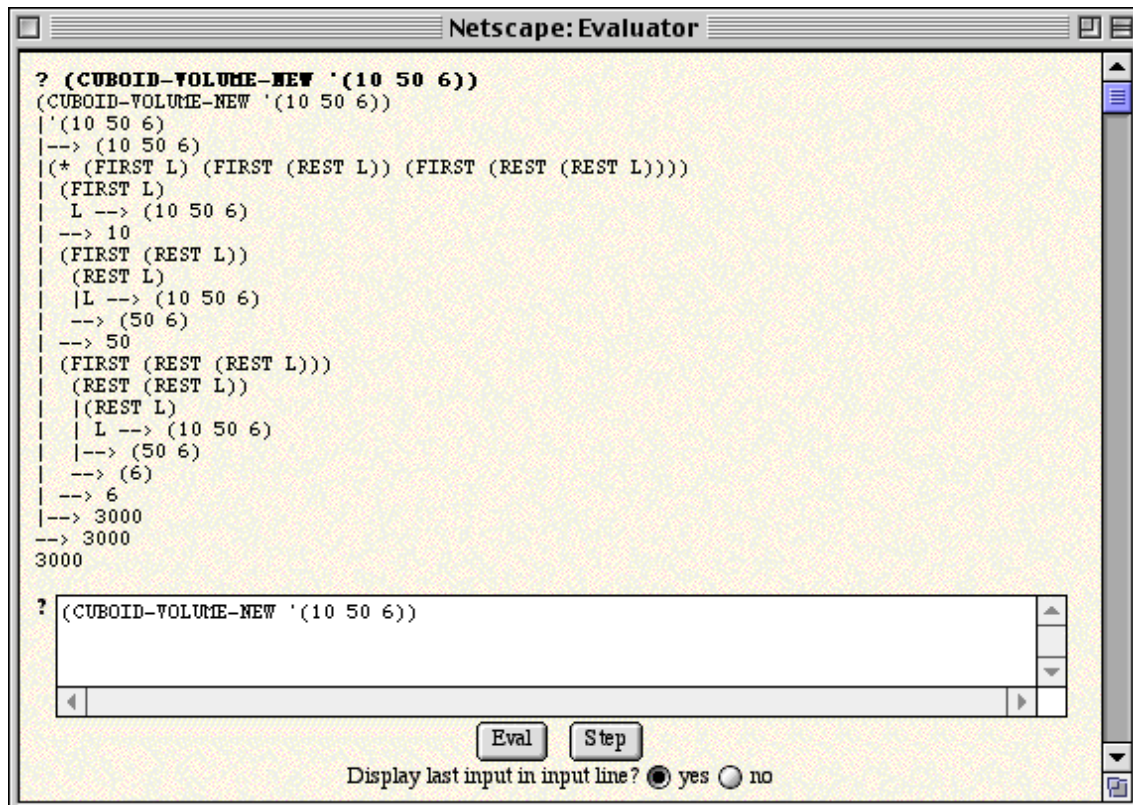 Netscape: Evaluator
? (CUBOID-VOLUME-NEW '(10 50 6))
(CUBOID-VOLUME-NEW '(10 50 6))
|'(10 50 6)
|--> (10 50 6)
|(* (FIRST L) (FIRST (REST L)) (FIRST (REST (REST L))))
| (FIRST L)
|  L --> (10 50 6)
| --> 10
| (FIRST (REST L))
|  (REST L)
|  |L --> (10 50 6)
|  --> (50 6)
| --> 50
| (FIRST (REST (REST L)))
|  (REST (REST L))
|  |(REST L)
|  | L --> (10 50 6)
|  |--> (50 6)
|  --> (6)
| --> 6
|--> 3000
--> 3000
3000
? (CUBOID-VOLUME-NEW '(10 50 6))
Eval Step
Display last input in input line? yes no